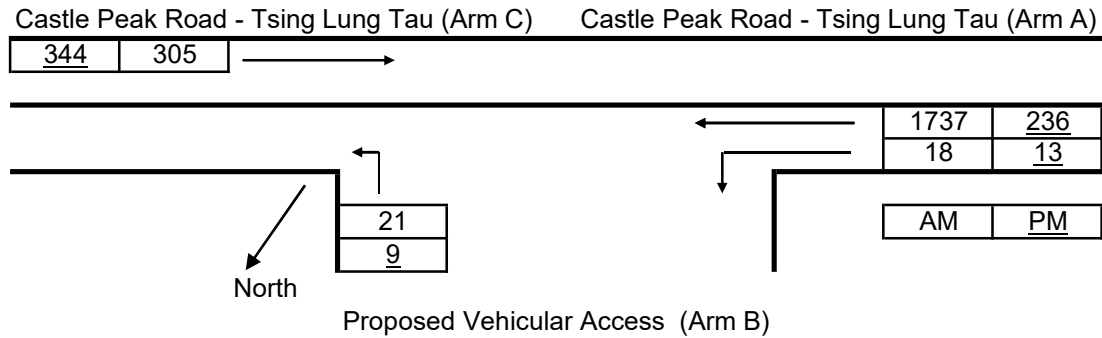 Castle Peak Road - Tsing Lung Tau (Arm C) Castle Peak Road - Tsing Lung Tau (Arm A)
344 305
1737 236
18 13
21
AM PM
9
North
Proposed Vehicular Access (Arm B)